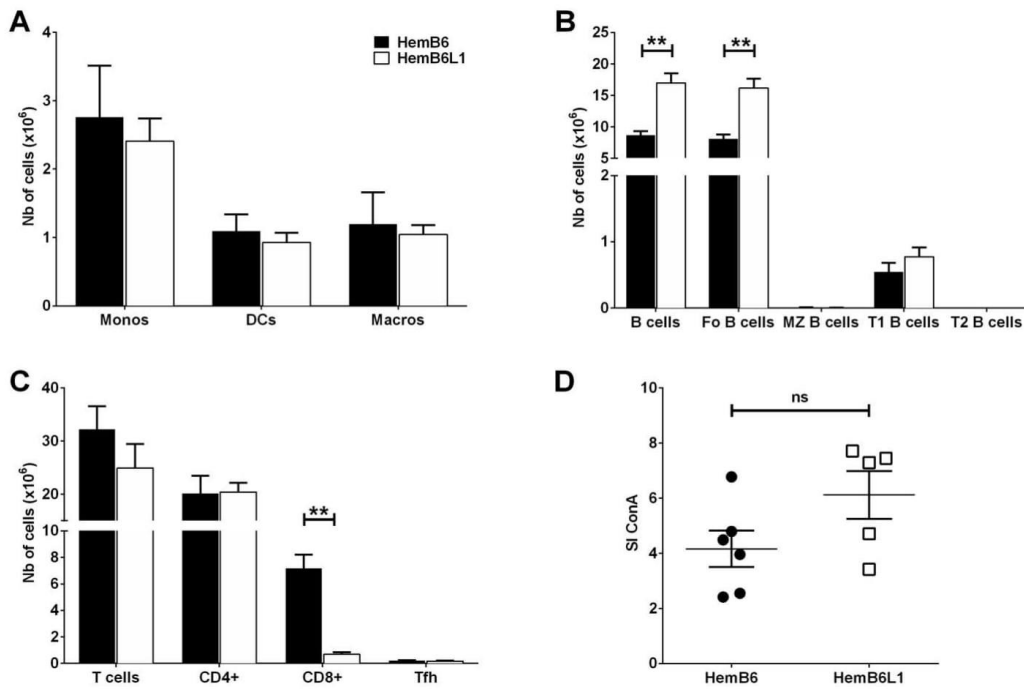 A
HemB6
HemB6L1
Nb of cells (x10⁶)
4
3
2
1
0
Monos DCs Macros
B
**
**
Nb of cells (x10⁶)
25
20
15
10
5
2
1
0
B cells Fo B cells MZ B cells T1 B cells T2 B cells
C
**
Nb of cells (x10⁶)
40
30
20
10
8
6
4
2
0
T cells CD4+ CD8+ Tfh
D
ns
SI ConA
10
8
6
4
2
0
HemB6 HemB6L1